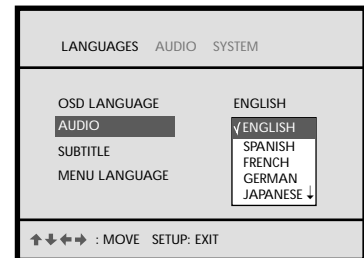 LANGUAGES AUDIO SYSTEM
OSD LANGUAGE ENGLISH
AUDIO √ENGLISH
SUBTITLE SPANISH
FRENCH
MENU LANGUAGE GERMAN
JAPANESE ↓
↑↓←→ : MOVE SETUP: EXIT